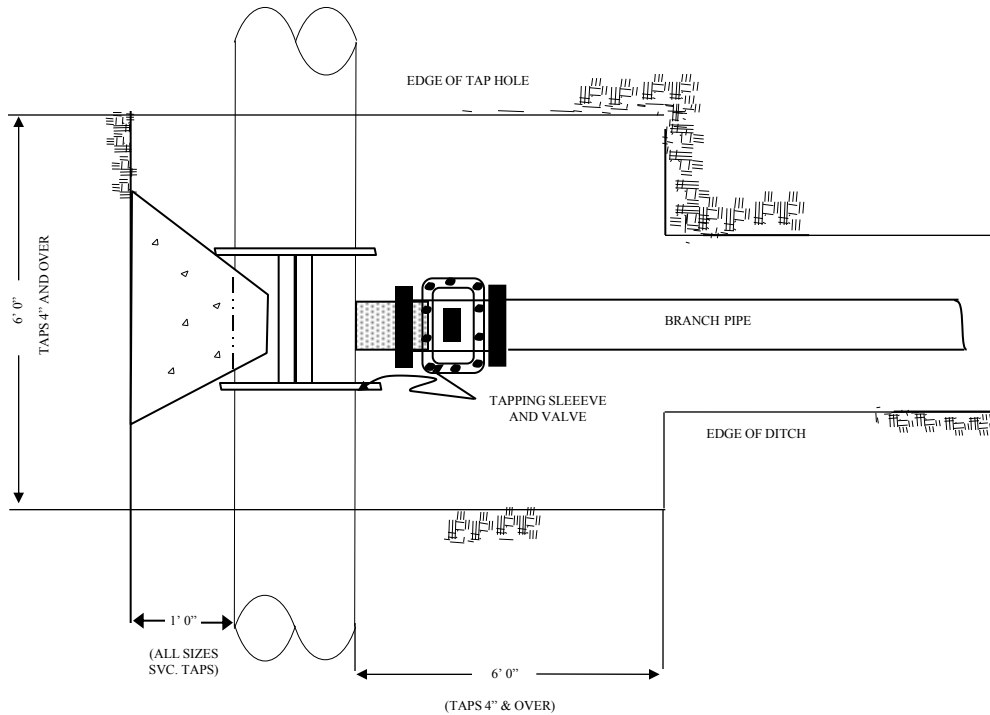 EDGE OF TAP HOLE
6’ 0”
TAPS 4” AND OVER
BRANCH PIPE
TAPPING SLEEEVE
AND VALVE
EDGE OF DITCH
1’ 0”
(ALL SIZES
SVC. TAPS)
6’ 0”
(TAPS 4” & OVER)